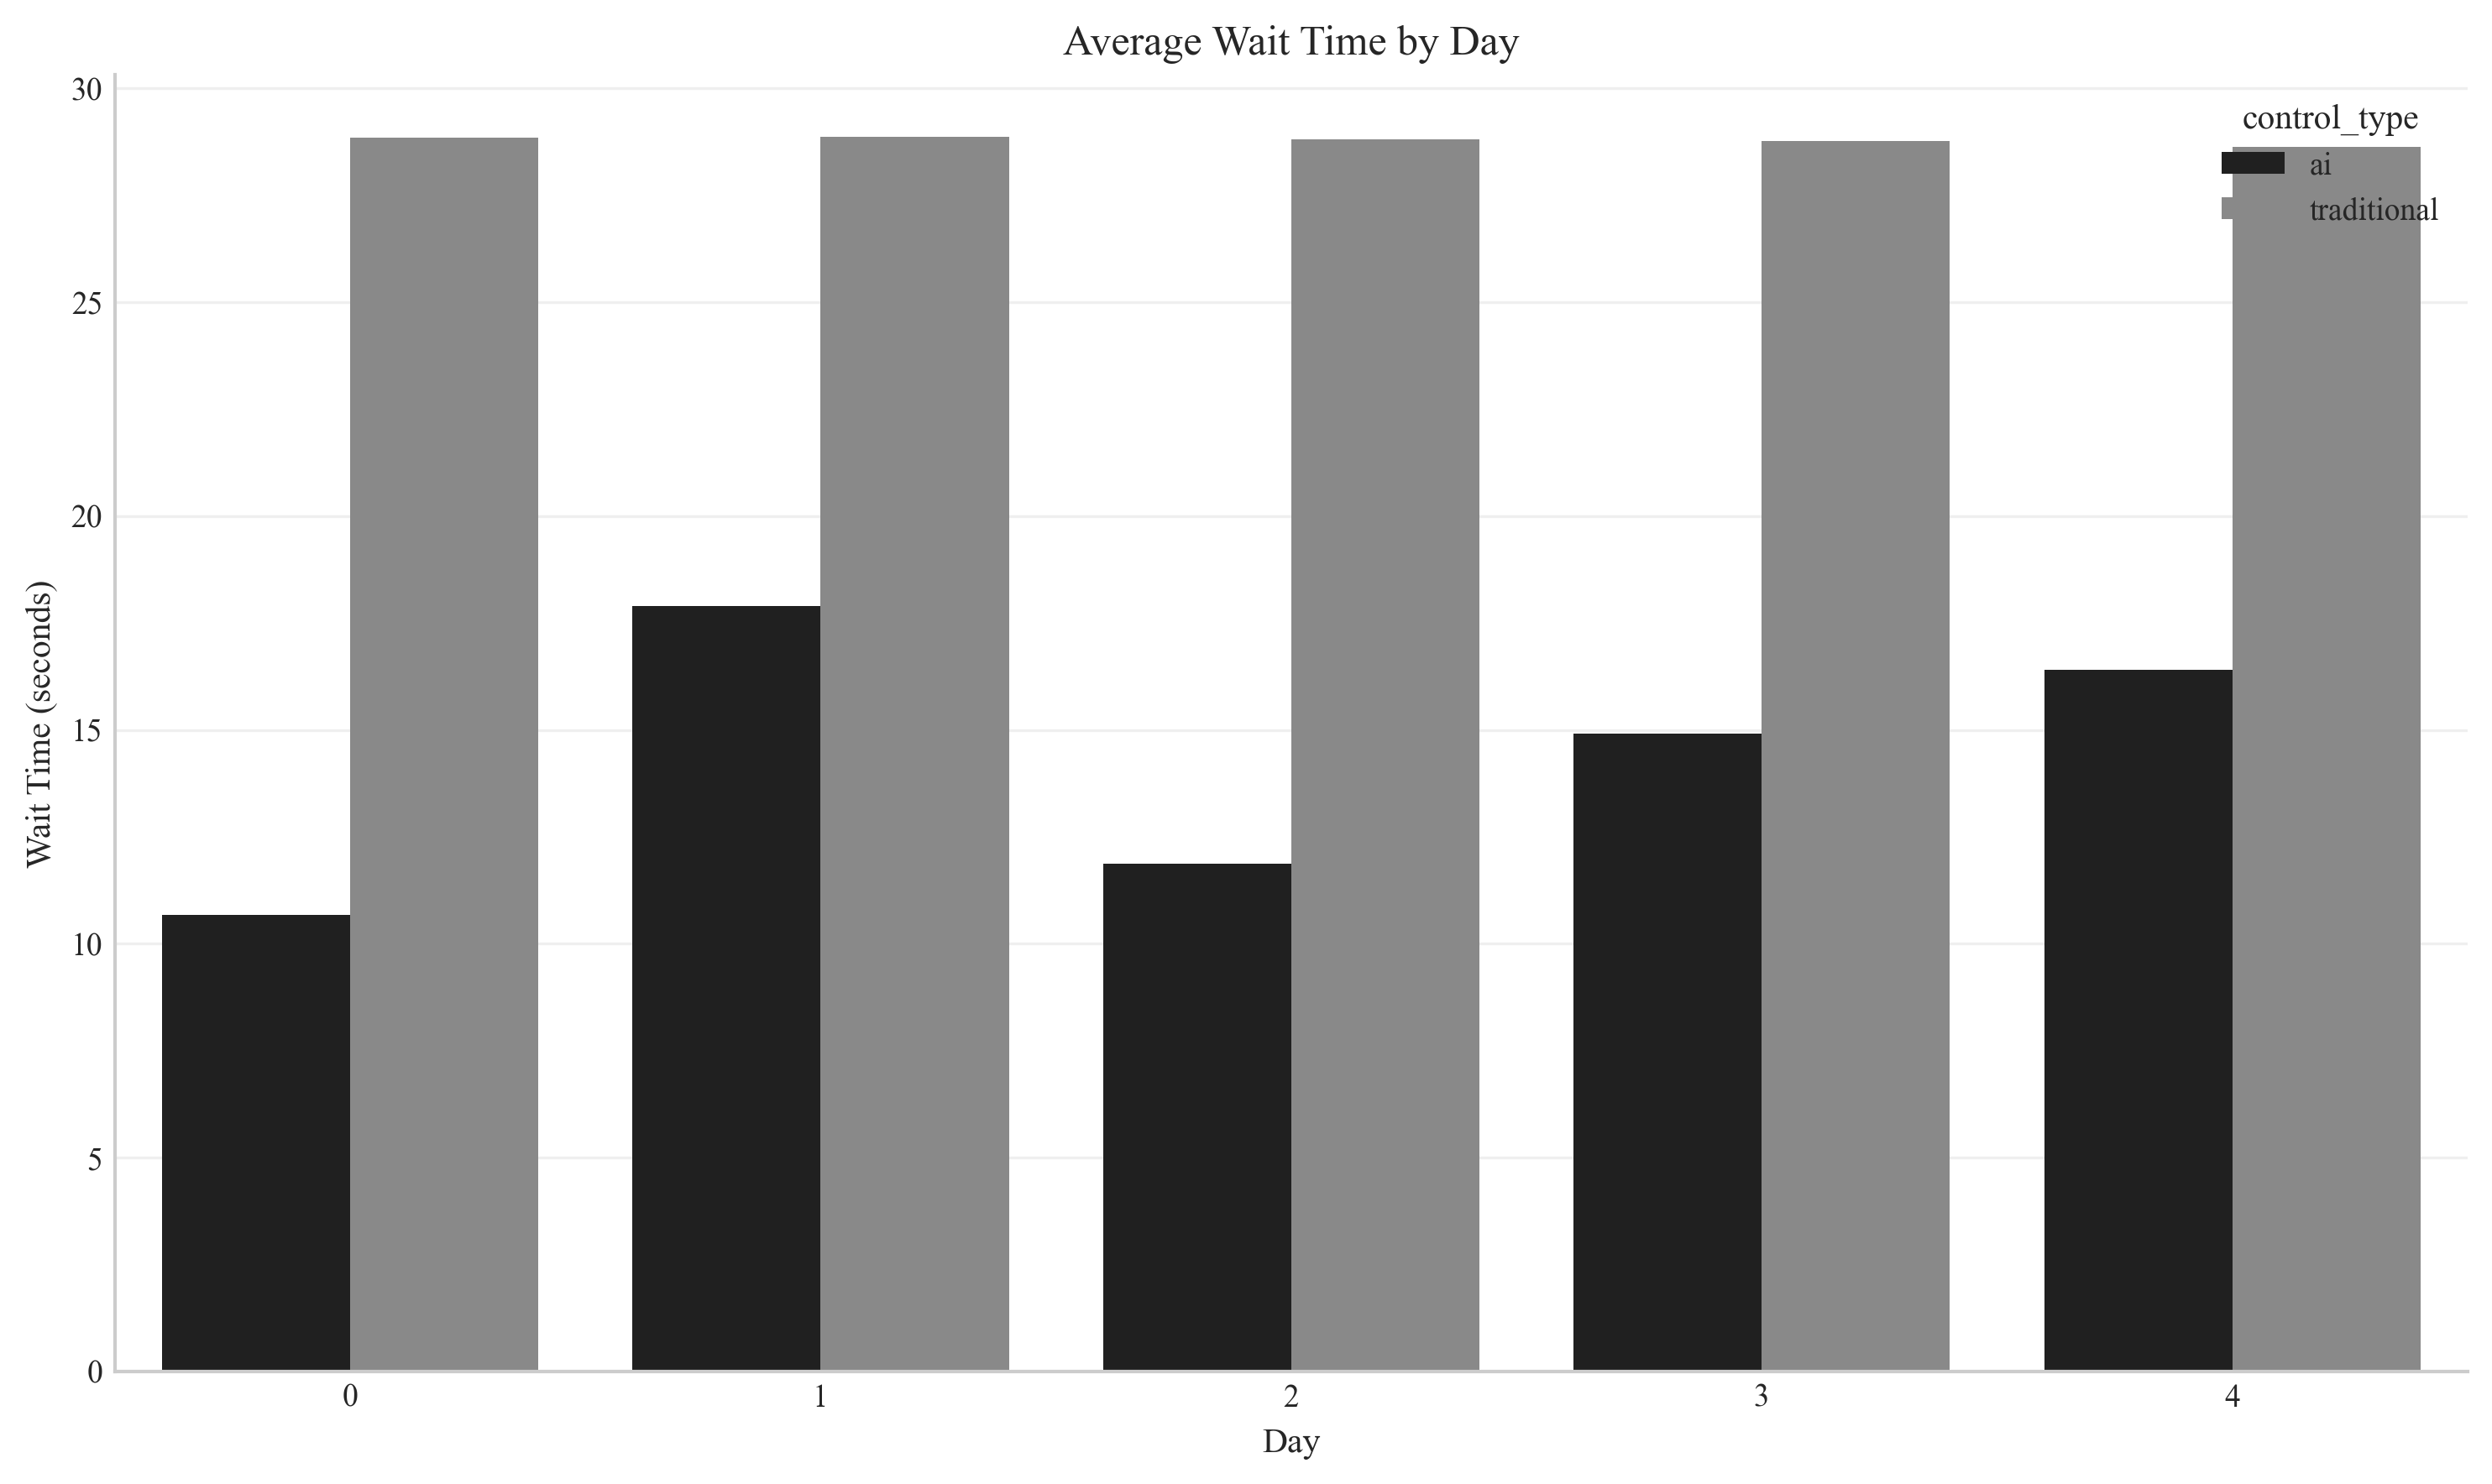 Average Wait Time by Day
control_type
ai
traditional
30
25
20
15
10
5
0
Wait Time (seconds)
0 1 2 3 4
Day